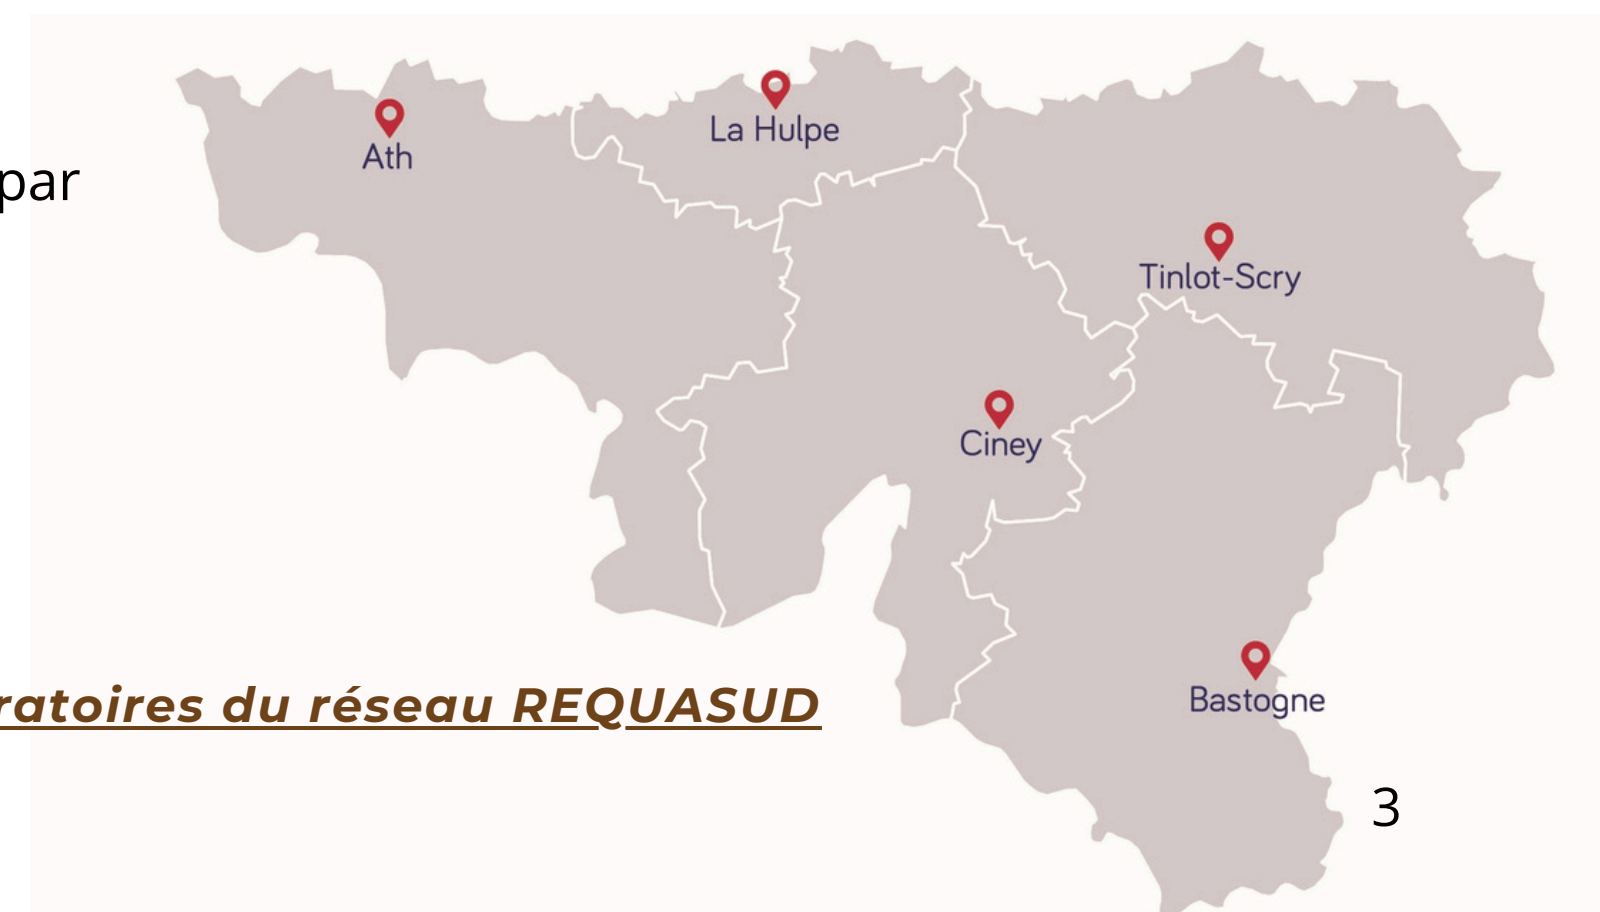 La Hulpe
Ath
par
Tinlot-Scry
Ciney
ratoires du réseau REQUASUD
Bastogne
3